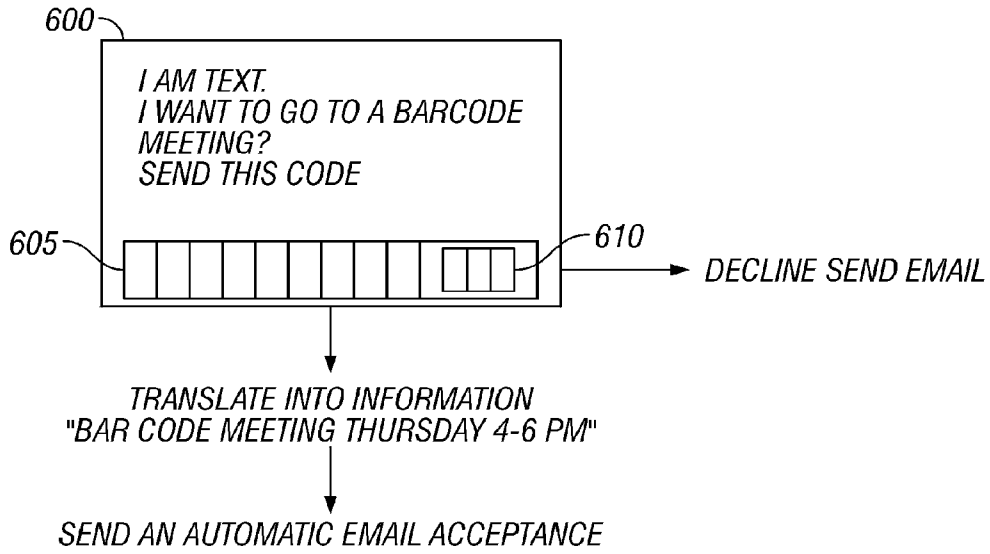 600
I AM TEXT.
I WANT TO GO TO A BARCODE
MEETING?
SEND THIS CODE
605
610
DECLINE SEND EMAIL
TRANSLATE INTO INFORMATION
"BAR CODE MEETING THURSDAY 4-6 PM"
SEND AN AUTOMATIC EMAIL ACCEPTANCE